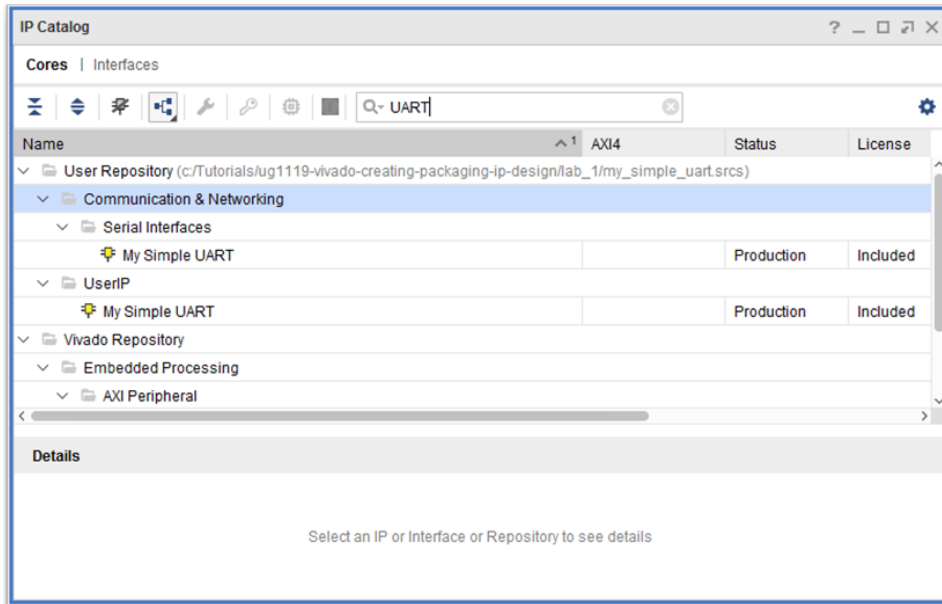 IP Catalog ?
Cores | Interfaces
UART
Name 1 AXI4 Status License
User Repository (c:/Tutorials/ug1119-vivado-creating-packaging-ip-design/lab_1/my_simple_uart.srcs)
Communication & Networking
Serial Interfaces
My Simple UART Production Included
UserIP
My Simple UART Production Included
Vivado Repository
Embedded Processing
AXI Peripheral
Details
Select an IP or Interface or Repository to see details